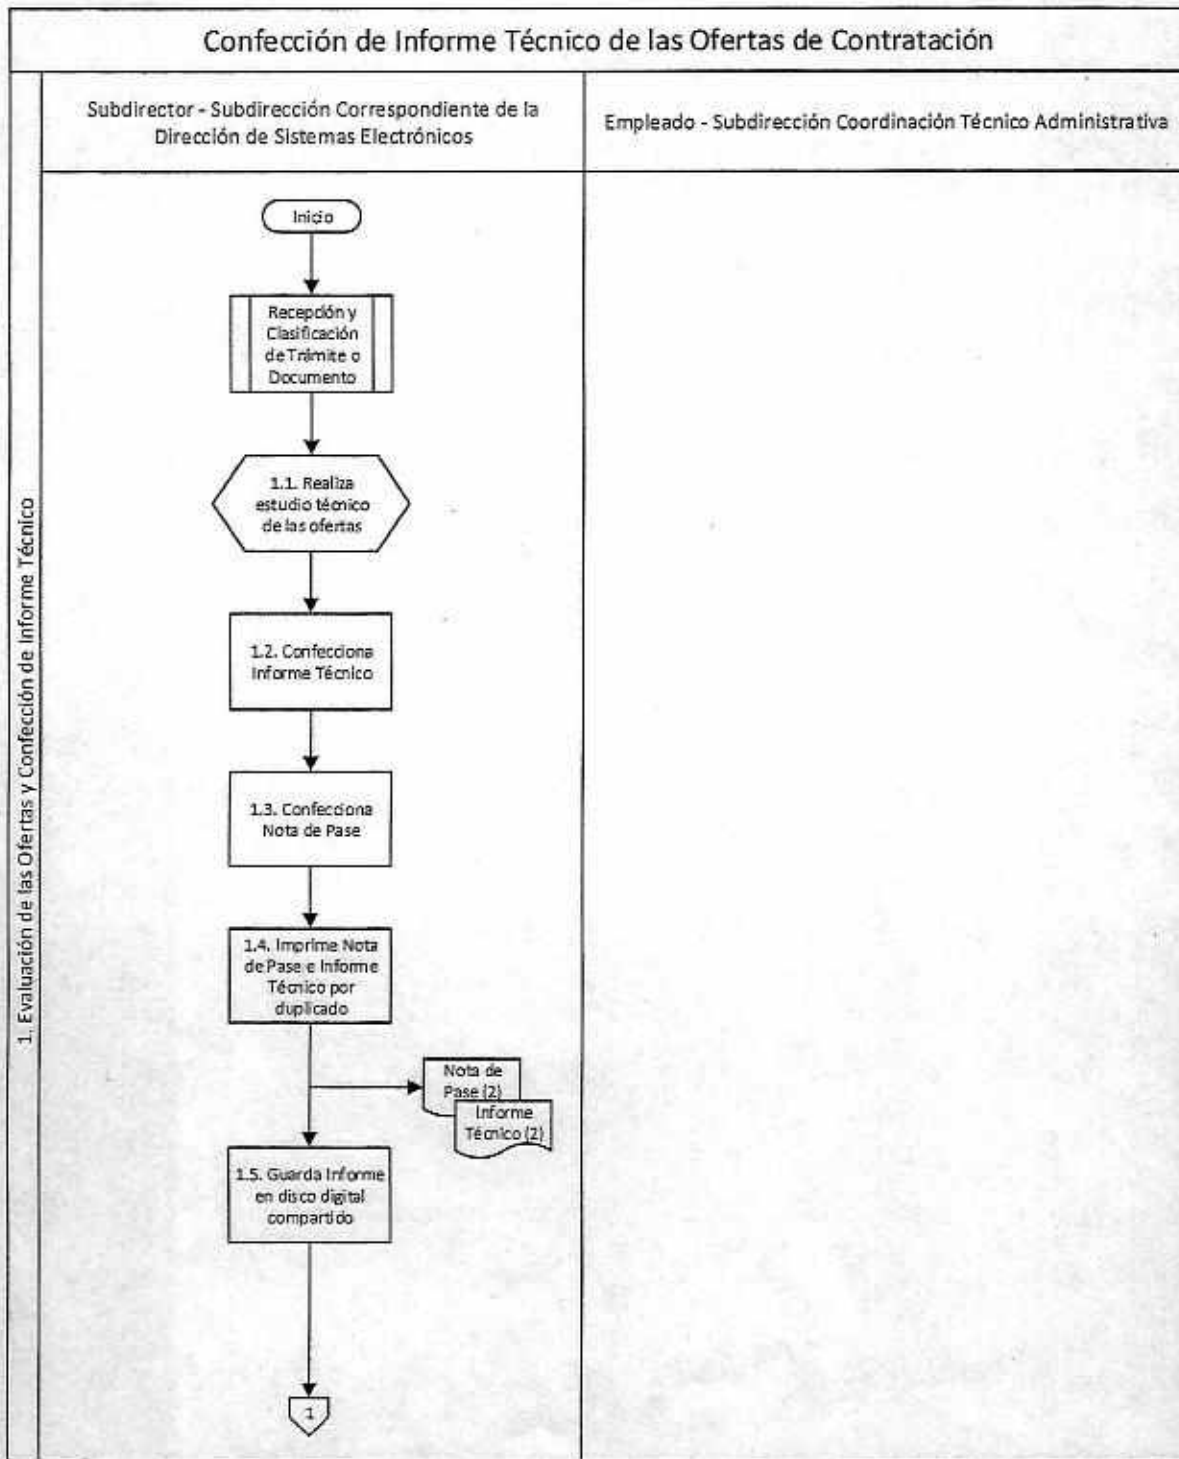 Confección de Informe Técnico de las Ofertas de Contratación
Subdirector - Subdirección Correspondiente de la
Dirección de Sistemas Electrónicos
Empleado - Subdirección Coordinación Técnico Administrativa
1. Evaluación de las Ofertas y Confección de Informe Técnico
Inicio
Recepción y
Clasificación
de Trámite o
Documento
1.1. Realiza
estudio técnico
de las ofertas
1.2. Confecciona
Informe Técnico
1.3. Confecciona
Nota de Pase
1.4. Imprime Nota
de Pase e Informe
Técnico por
duplicado
Nota de
Pase (2)
Informe
Técnico (2)
1.5. Guarda Informe
en disco digital
compartido
1